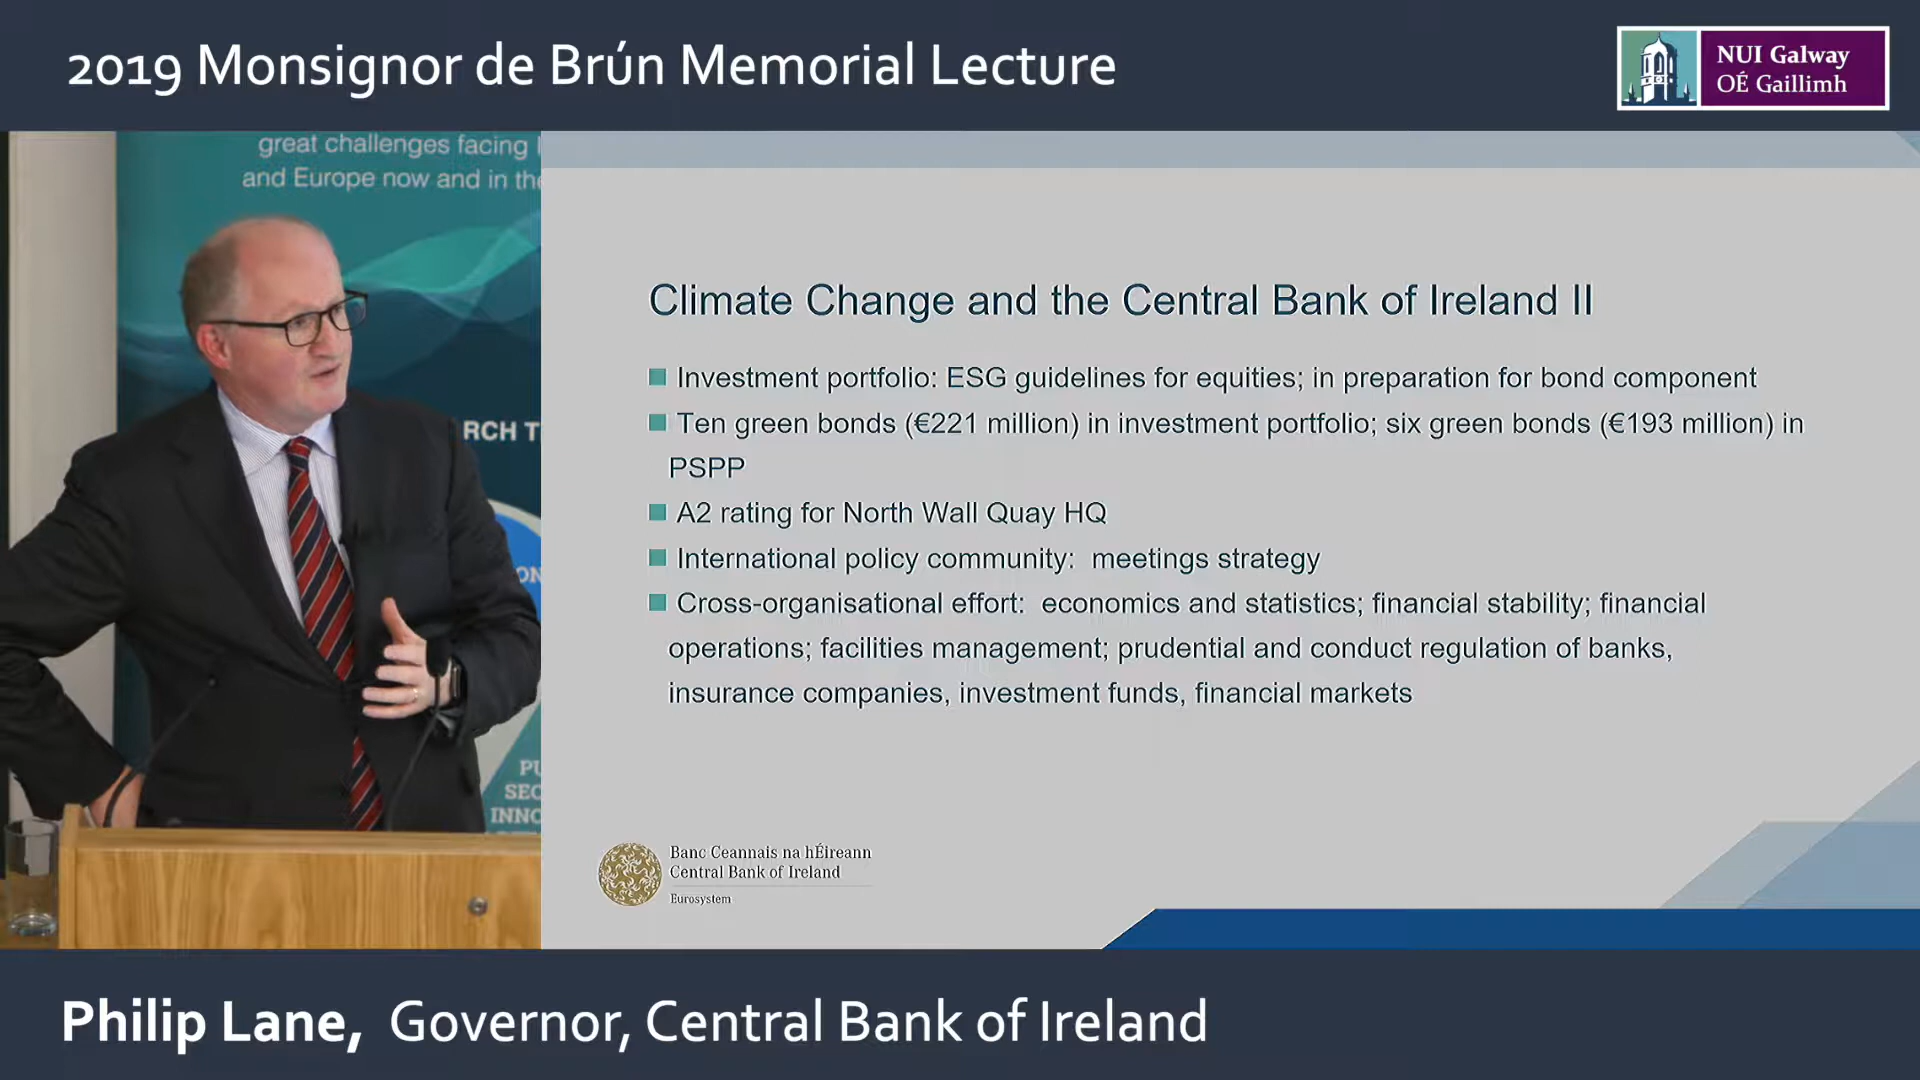 2019 Monsignor de Brún Memorial Lecture
NUI Galway
OÉ Gaillimh
great challenges facing
and Europe now and in the
RCH T
ON
PU
SEC
INNO
Climate Change and the Central Bank of Ireland II
Investment portfolio: ESG guidelines for equities; in preparation for bond component
Ten green bonds (€221 million) in investment portfolio; six green bonds (€193 million) in
PSPP
A2 rating for North Wall Quay HQ
International policy community: meetings strategy
Cross-organisational effort: economics and statistics; financial stability; financial
operations; facilities management; prudential and conduct regulation of banks,
insurance companies, investment funds, financial markets
Banc Ceannais na hÉireann
Central Bank of Ireland
Eurosystem
Philip Lane, Governor, Central Bank of Ireland